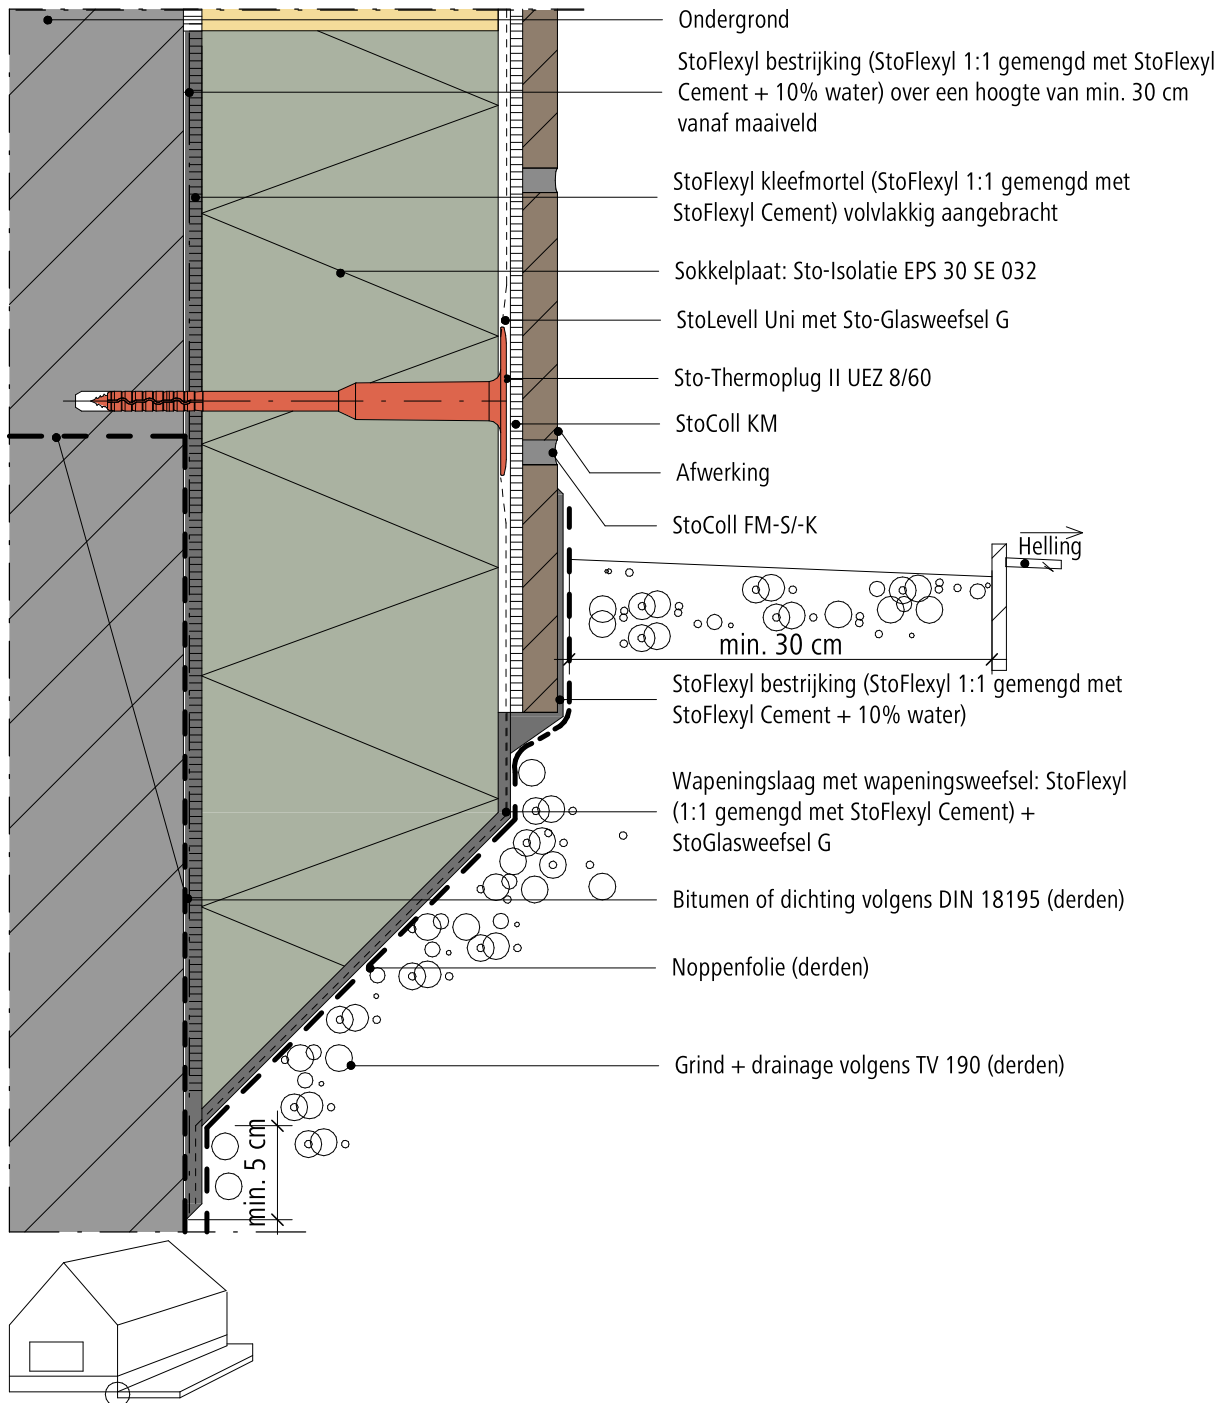 Ondergrond
StoFlexyl bestrijking (StoFlexyl 1:1 gemengd met StoFlexyl
Cement + 10% water) over een hoogte van min. 30 cm
vanaf maaiveld
StoFlexyl kleefmortel (StoFlexyl 1:1 gemengd met
StoFlexyl Cement) volvlakkig aangebracht
Sokkelplaat: Sto-Isolatie EPS 30 SE 032
StoLevell Uni met Sto-Glasweefsel G
Sto-Thermoplug II UEZ 8/60
StoColl KM
Afwerking
StoColl FM-S/-K
Helling
min. 30 cm
StoFlexyl bestrijking (StoFlexyl 1:1 gemengd met
StoFlexyl Cement + 10% water)
Wapeningslaag met wapeningsweefsel: StoFlexyl
(1:1 gemengd met StoFlexyl Cement) +
StoGlasweefsel G
Bitumen of dichting volgens DIN 18195 (derden)
Noppenfolie (derden)
Grind + drainage volgens TV 190 (derden)
min. 5 cm